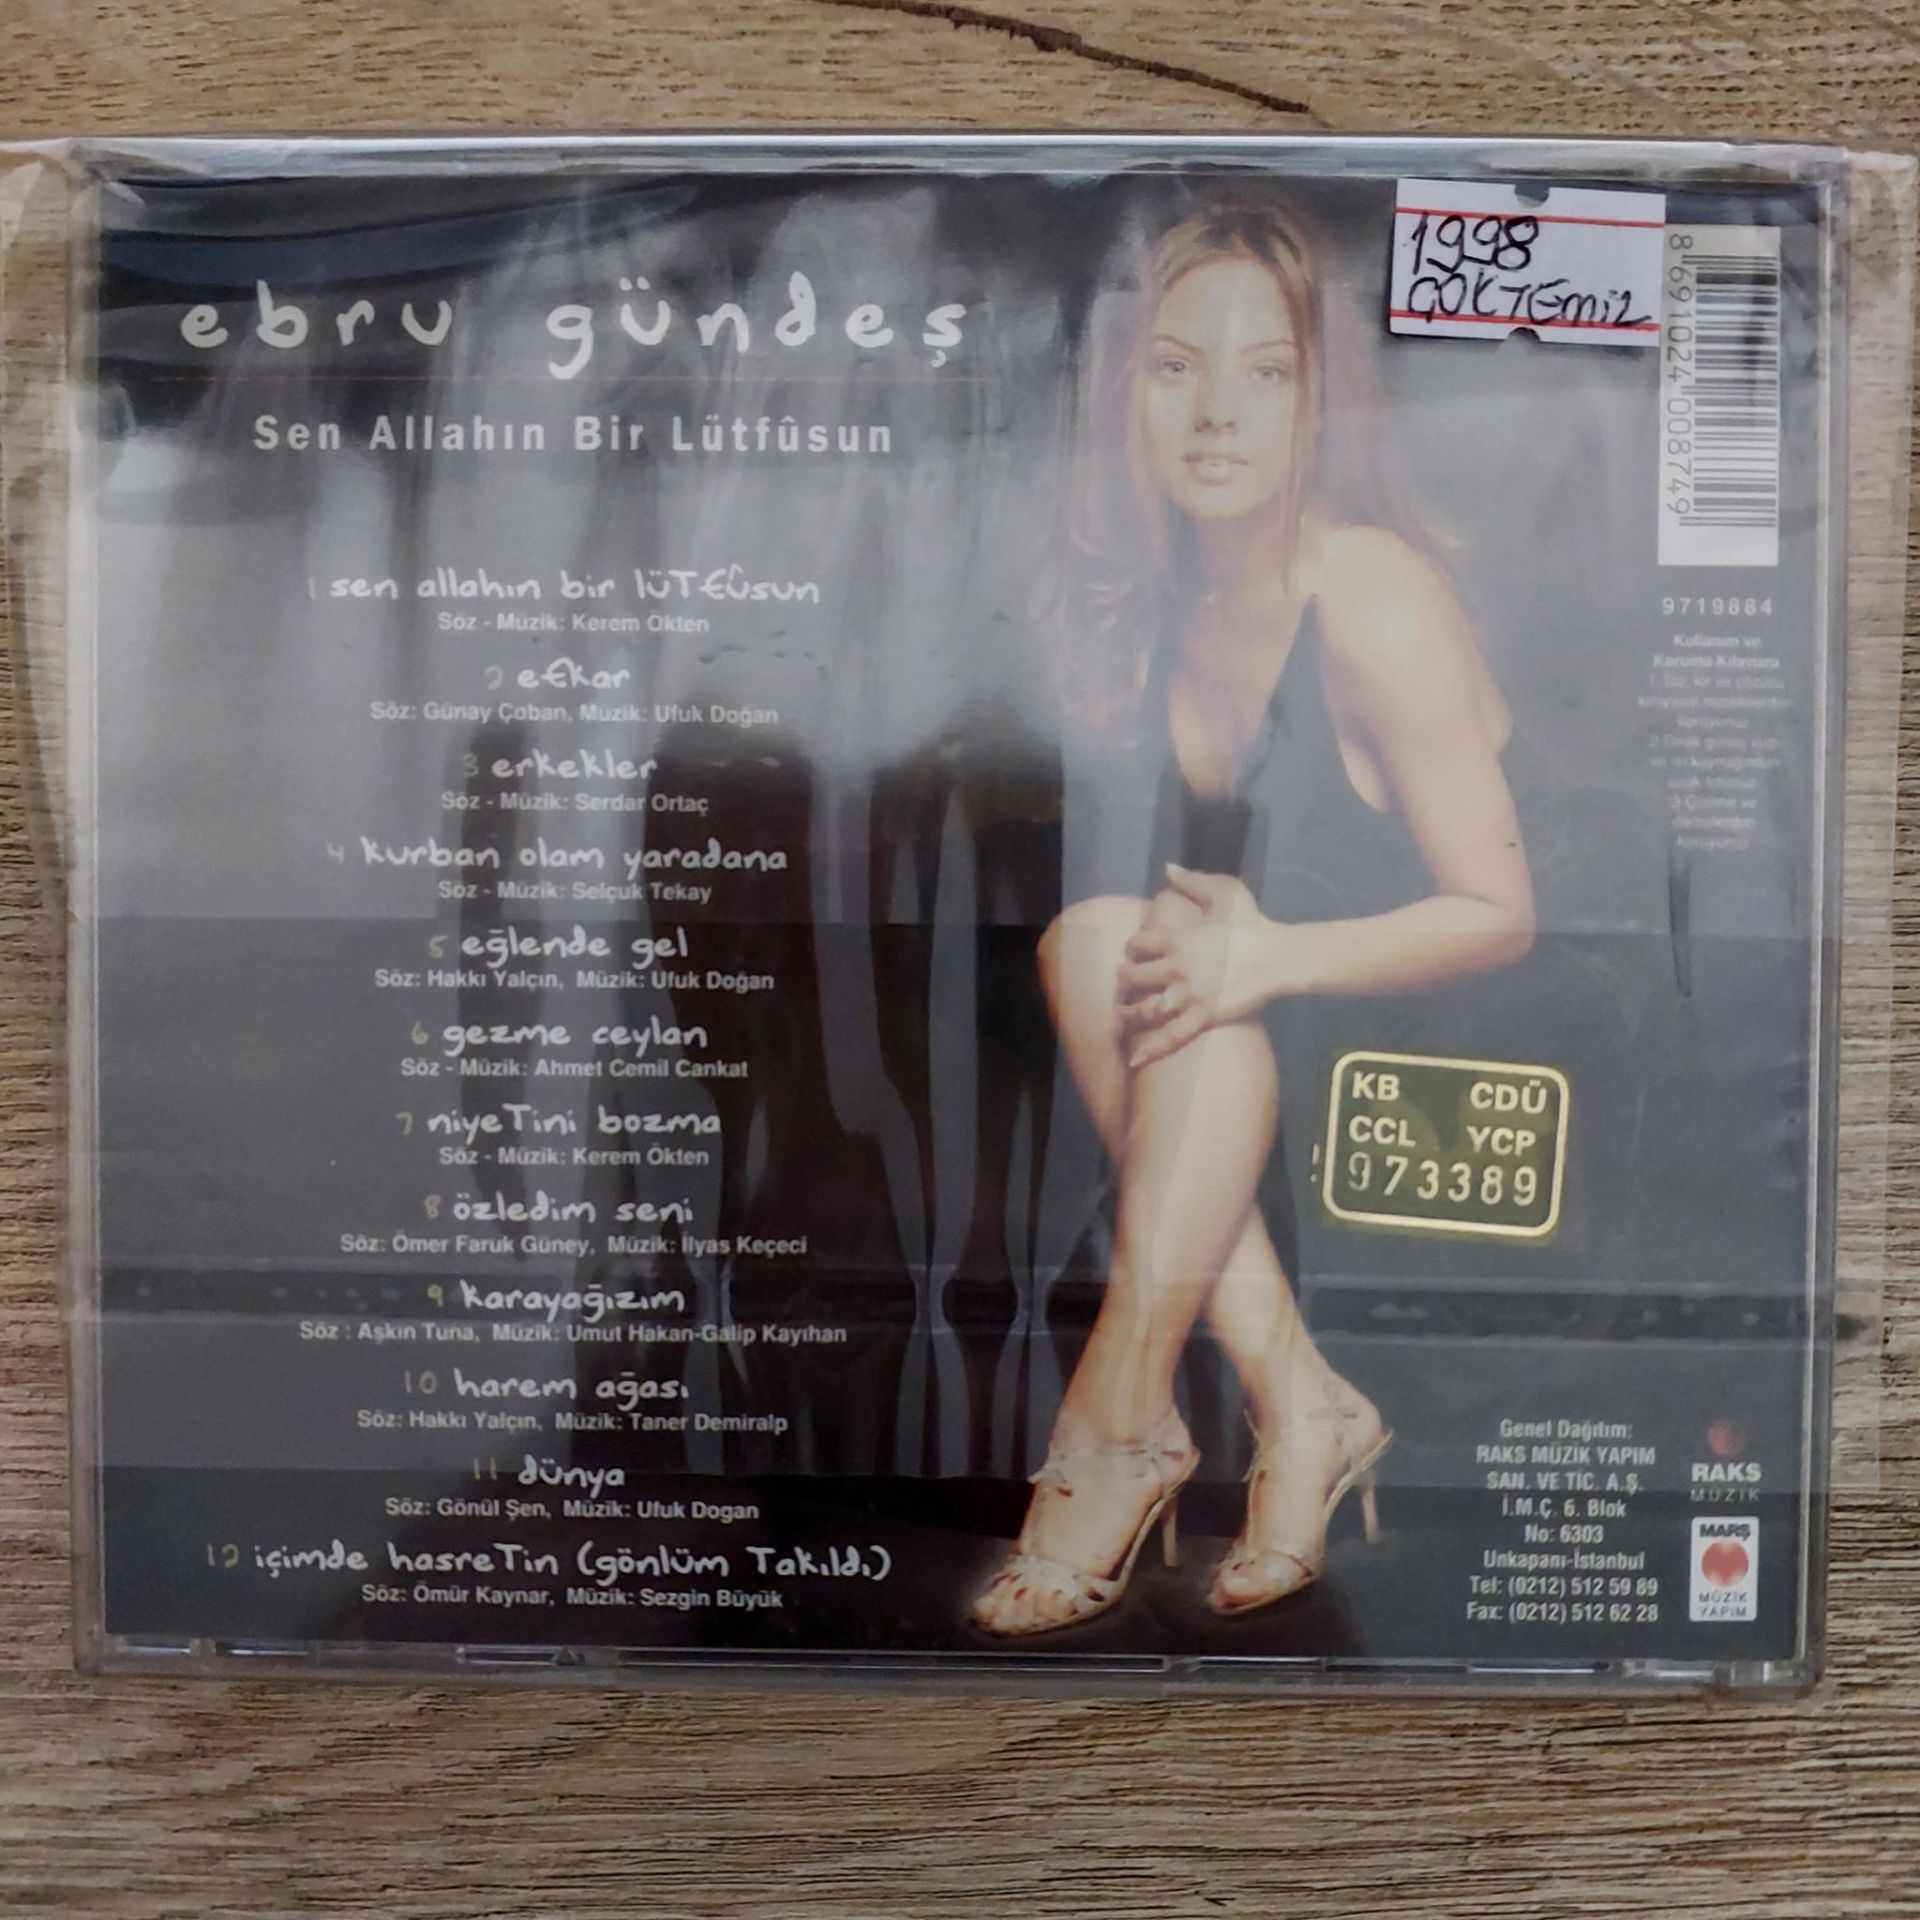 ebru gündeş
Sen Allahın Bir Lütfûsun
1 sen allahın bir lütfûsun
Söz - Müzik: Kerem Ökten
2 efkar
Söz: Günay Çoban, Müzik: Ufuk Doğan
3 erkekler
Söz - Müzik: Serdar Ortaç
4 kurban olam yaradana
Söz - Müzik: Selçuk Tekay
5 eğlende gel
Söz: Hakkı Yalçın, Müzik: Ufuk Doğan
6 gezme ceylan
Söz - Müzik: Ahmet Cemil Cankat
7 niyetini bozma
Söz - Müzik: Kerem Ökten
8 özledim seni
Söz: Ömer Faruk Güney, Müzik: İlyas Keçeci
9 karayağızım
Söz : Aşkın Tuna, Müzik: Umut Hakan-Galip Kayıhan
10 harem ağası
Söz: Hakkı Yalçın, Müzik: Taner Demiralp
11 dünya
Söz: Gönül Şen, Müzik: Ufuk Dogan
12 içimde hasretin (gönlüm takıldı)
Söz: Ömür Kaynar, Müzik: Sezgin Büyük
1998
ÇOKTEmiz
8 691024 008749
9719884
Kullanım ve
Koruma Kılavuzu
KB CDÜ
CCL YCP
973389
Genel Dağıtım:
RAKS MÜZİK YAPIM
SAN. VE TİC. A.Ş.
İ.M.Ç. 6. Blok
No: 6303
Unkapanı-İstanbul
Tel: (0212) 512 59 89
Fax: (0212) 512 62 28
RAKS
MÜZİK
MARŞ
MÜZİK
YAPIM